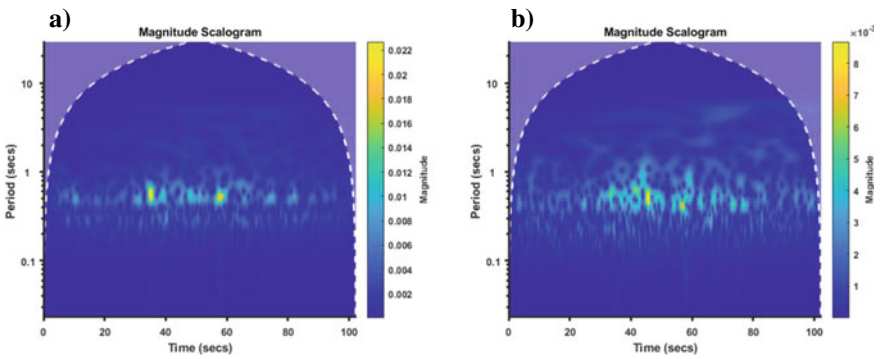 a)
Magnitude Scalogram
10
1
0.1
Period (secs)
0 20 40 60 80 100
Time (secs)
0.022
0.02
0.018
0.016
0.014
0.012
0.01
0.008
0.006
0.004
0.002
Magnitude
b)
Magnitude Scalogram
10
1
0.1
Period (secs)
0 20 40 60 80 100
Time (secs)
8
7
6
5
4
3
2
1
Magnitude